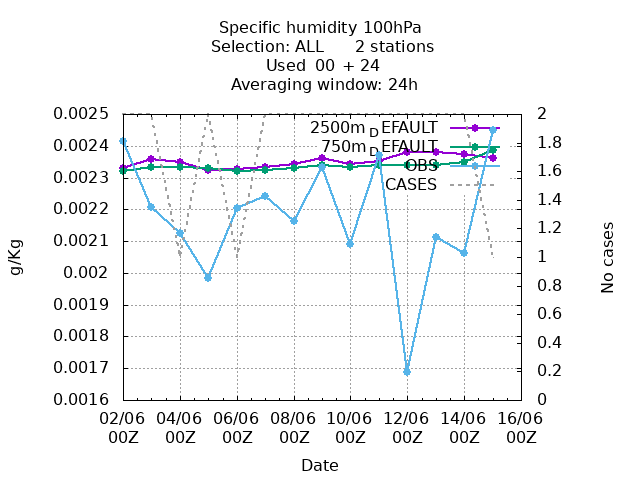 Specific humidity 100hPa
Selection: ALL 2 stations
Used 00 + 24
Averaging window: 24h
2500m_DEFAULT
750m_DEFAULT
OBS
CASES
0.0025
0.0024
0.0023
0.0022
0.0021
0.002
0.0019
0.0018
0.0017
0.0016
g/Kg
2
1.8
1.6
1.4
1.2
1
0.8
0.6
0.4
0.2
0
No cases
02/06 04/06 06/06 08/06 10/06 12/06 14/06 16/06
00Z 00Z 00Z 00Z 00Z 00Z 00Z 00Z
Date